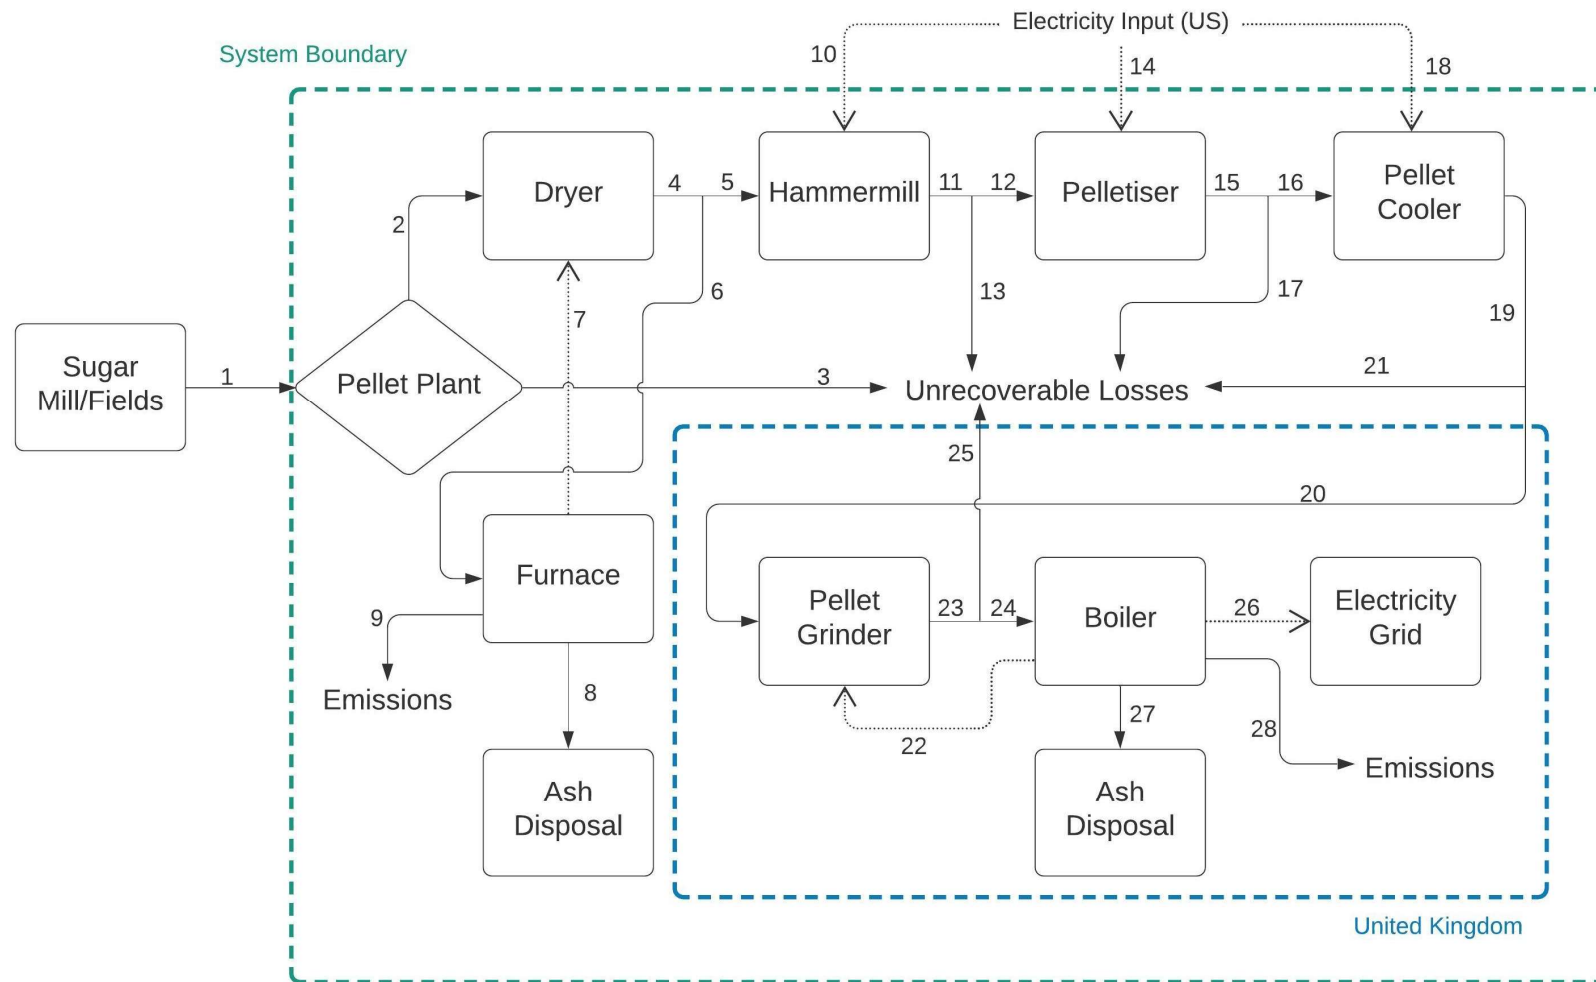 Electricity Input (US)
System Boundary
10
14
18
Dryer
4
5
Hammermill
11
12
Pelletiser
15
16
Pellet
Cooler
2
6
13
17
7
19
Sugar
Mill/Fields
1
Pellet Plant
3
Unrecoverable Losses
21
25
20
Furnace
9
Emissions
8
Ash
Disposal
Pellet
Grinder
23
24
Boiler
26
Electricity
Grid
22
27
28
Emissions
Ash
Disposal
United Kingdom